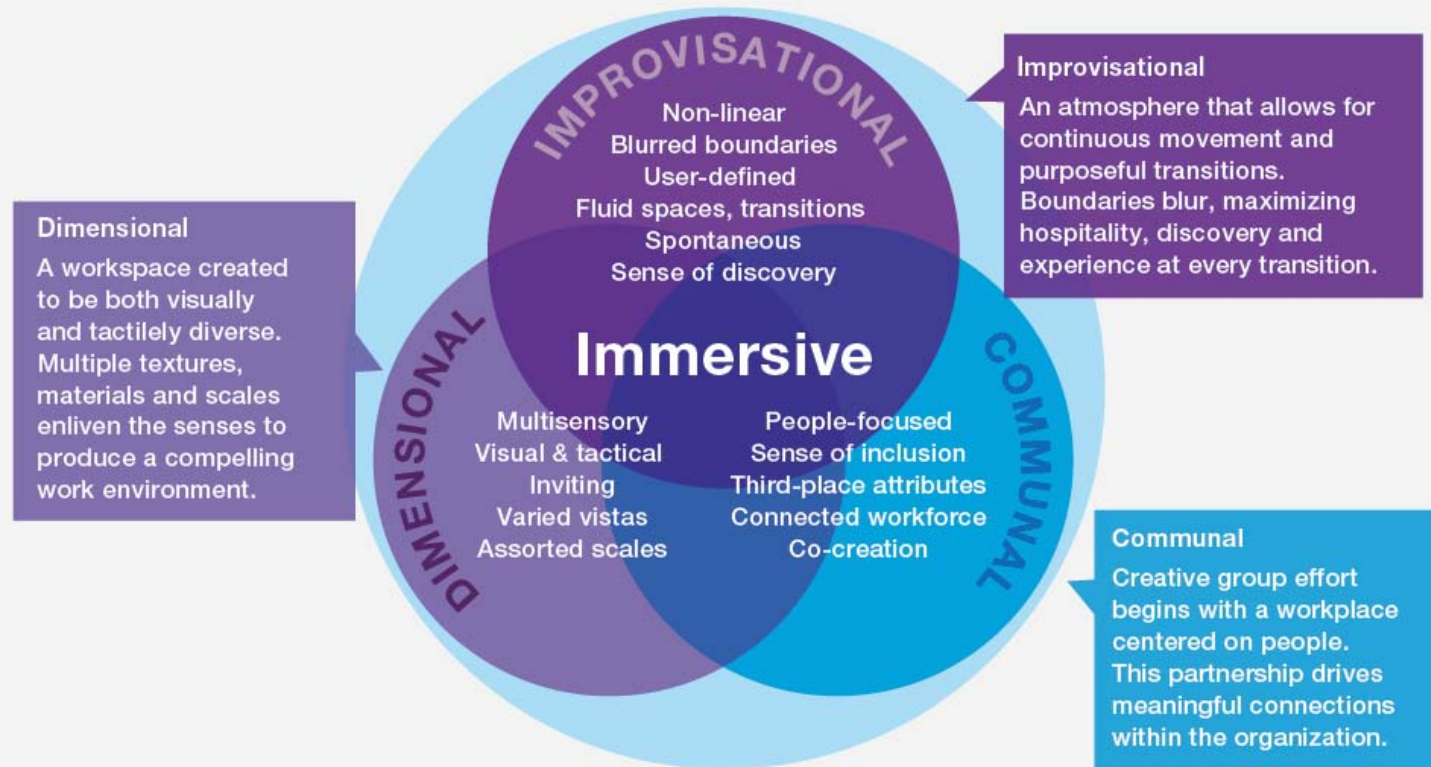 IMPROVISATIONAL
Non-linear
Blurred boundaries
User-defined
Fluid spaces, transitions
Spontaneous
Sense of discovery
Improvisational
An atmosphere that allows for
continuous movement and
purposeful transitions.
Boundaries blur, maximizing
hospitality, discovery and
experience at every transition.
Dimensional
A workspace created
to be both visually
and tactilely diverse.
Multiple textures,
materials and scales
enliven the senses to
produce a compelling
work environment.
Immersive
DIMENSIONAL
Multisensory
Visual & tactical
Inviting
Varied vistas
Assorted scales
People-focused
Sense of inclusion
Third-place attributes
Connected workforce
Co-creation
COMMUNAL
Communal
Creative group effort
begins with a workplace
centered on people.
This partnership drives
meaningful connections
within the organization.